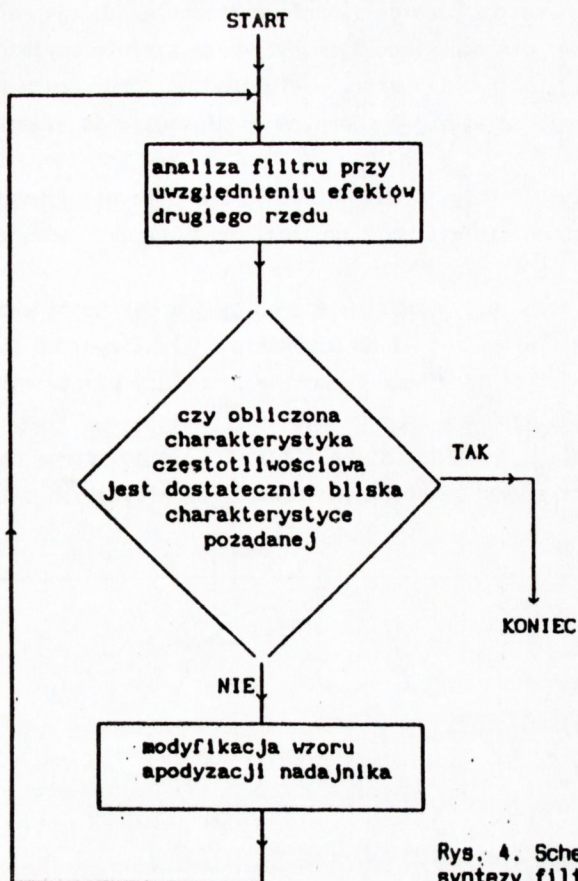 START
analiza filtru przy
uwzględnieniu efektów
drugiego rzędu
czy obliczona
charakterystyka
częstotliwościowa
jest dostatecznie bliska
charakterystyce
pożądanej
TAK
KONIEC
NIE
modyfikacja wzoru
apodyzacji nadajnika
Rys. 4.
syntezy